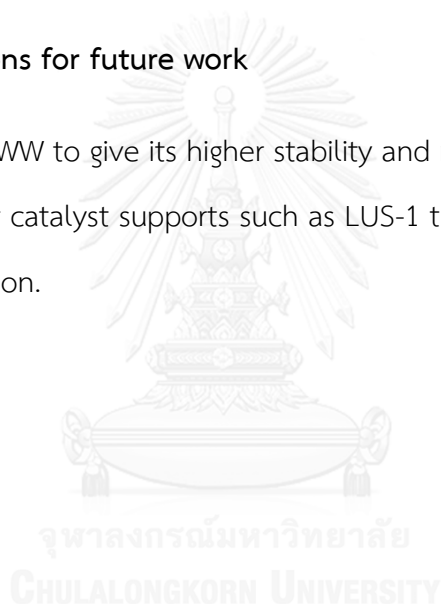 ns for future work
WW to give its higher stability and
catalyst supports such as LUS-1 t
on.
จุฬาลงกรณ์มหาวิทยาลัย
CHULALONGKORN UNIVERSITY